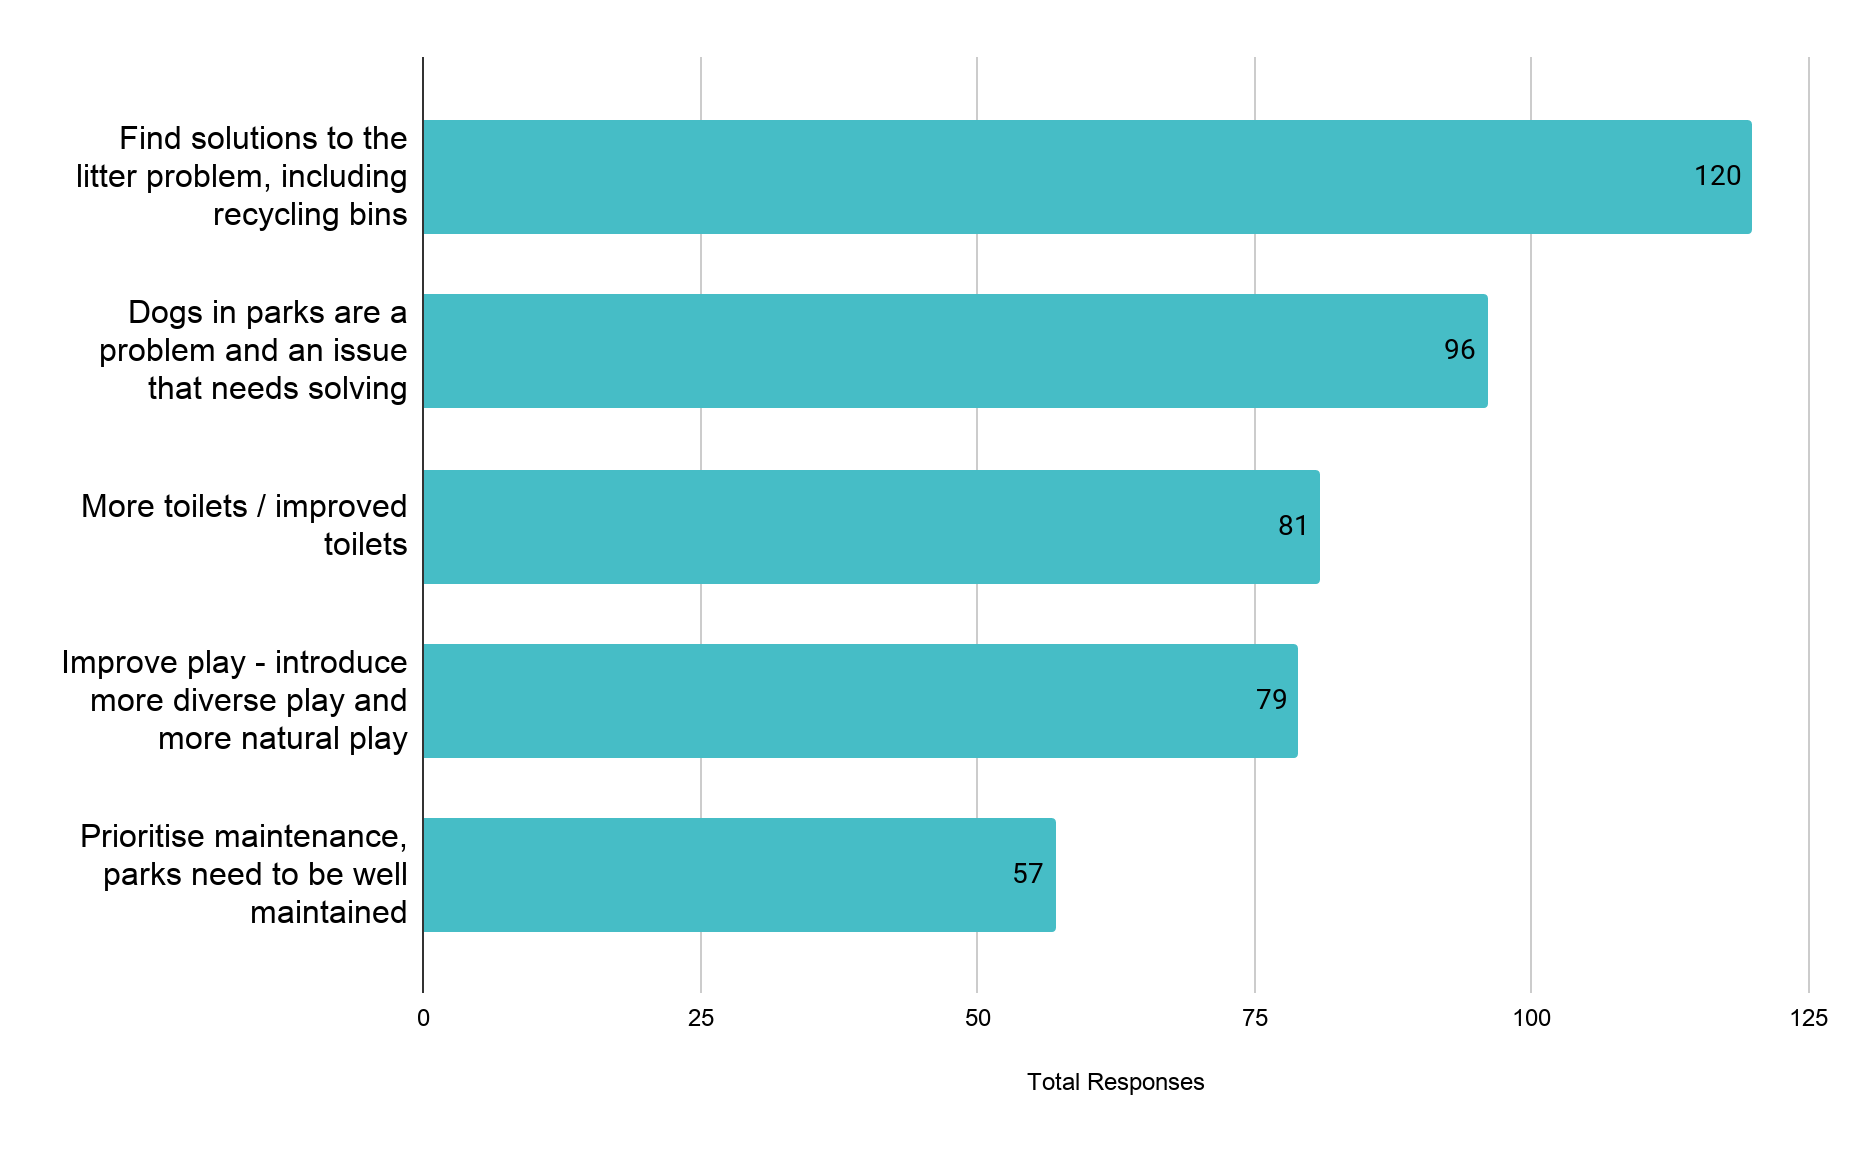 Find solutions to the
litter problem, including
recycling bins
120
Dogs in parks are a
problem and an issue
that needs solving
96
More toilets / improved
toilets
81
Improve play - introduce
more diverse play and
more natural play
79
Prioritise maintenance,
parks need to be well
maintained
57
0 25 50 75 100 125
Total Responses